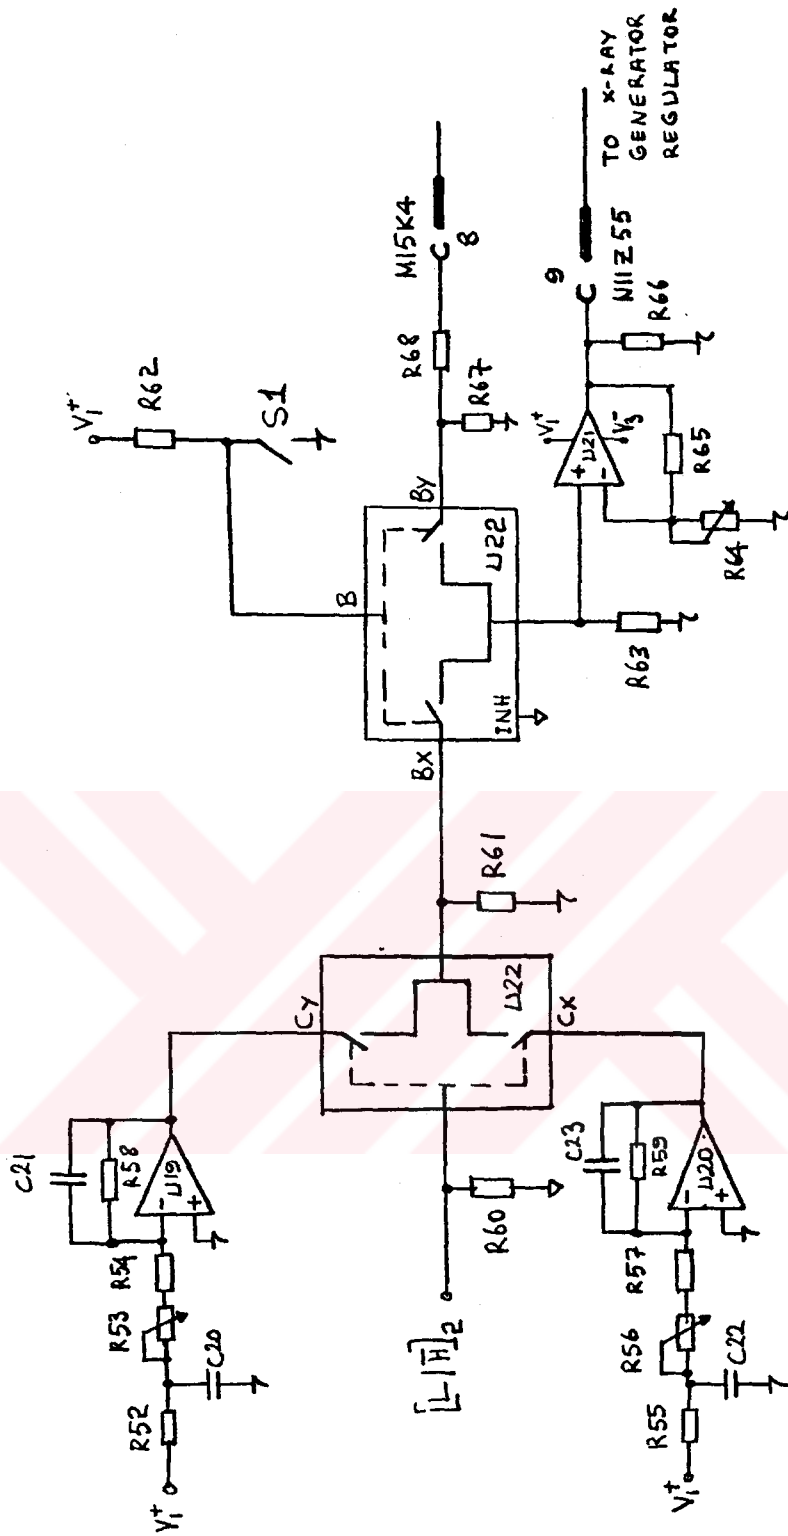 V1+
R52
C20
R53
R54
C21
R58
U19
-
+
[L/H̅]2
R60
V1+
R55
C22
R56
R57
C23
R59
U20
-
+
Cy
U22
Cx
R61
Bx
B
By
INH
U22
V1+
R62
S1
R67
R68
8
M15K4
R63
R64
R65
+
-
U21
V1+
V3-
R66
9
N11Z55
TO X-RAY
GENERATOR
REGULATOR